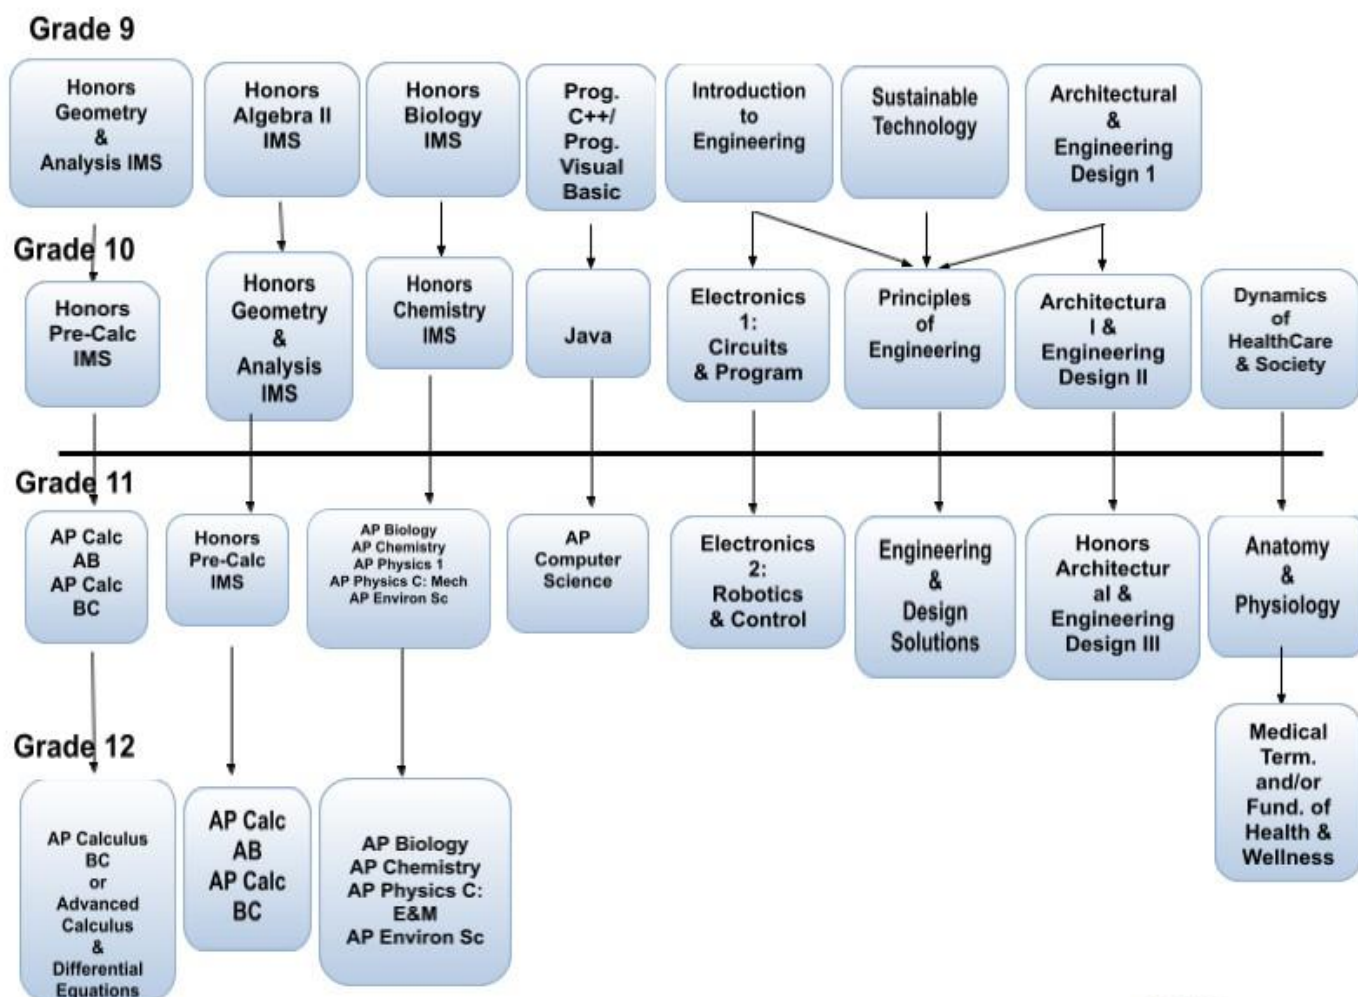 Grade 9
Honors
Geometry
&
Analysis IMS
Honors
Algebra II
IMS
Honors
Biology
IMS
Prog.
C++/
Prog.
Visual
Basic
Introduction
to
Engineering
Sustainable
Technology
Architectural
&
Engineering
Design 1
Grade 10
Honors
Pre-Calc
IMS
Honors
Geometry
&
Analysis
IMS
Honors
Chemistry
IMS
Java
Electronics
1:
Circuits
& Program
Principles
of
Engineering
Architectura
l &
Engineering
Design II
Dynamics
of
HealthCare
& Society
Grade 11
AP Calc
AB
AP Calc
BC
Honors
Pre-Calc
IMS
AP Biology
AP Chemistry
AP Physics 1
AP Physics C: Mech
AP Environ Sc
AP
Computer
Science
Electronics
2:
Robotics
& Control
Engineering
&
Design
Solutions
Honors
Architectur
al &
Engineering
Design III
Anatomy
&
Physiology
Grade 12
AP Calculus
BC
or
Advanced
Calculus
&
Differential
Equations
AP Calc
AB
AP Calc
BC
AP Biology
AP Chemistry
AP Physics C:
E&M
AP Environ Sc
Medical
Term.
and/or
Fund. of
Health &
Wellness